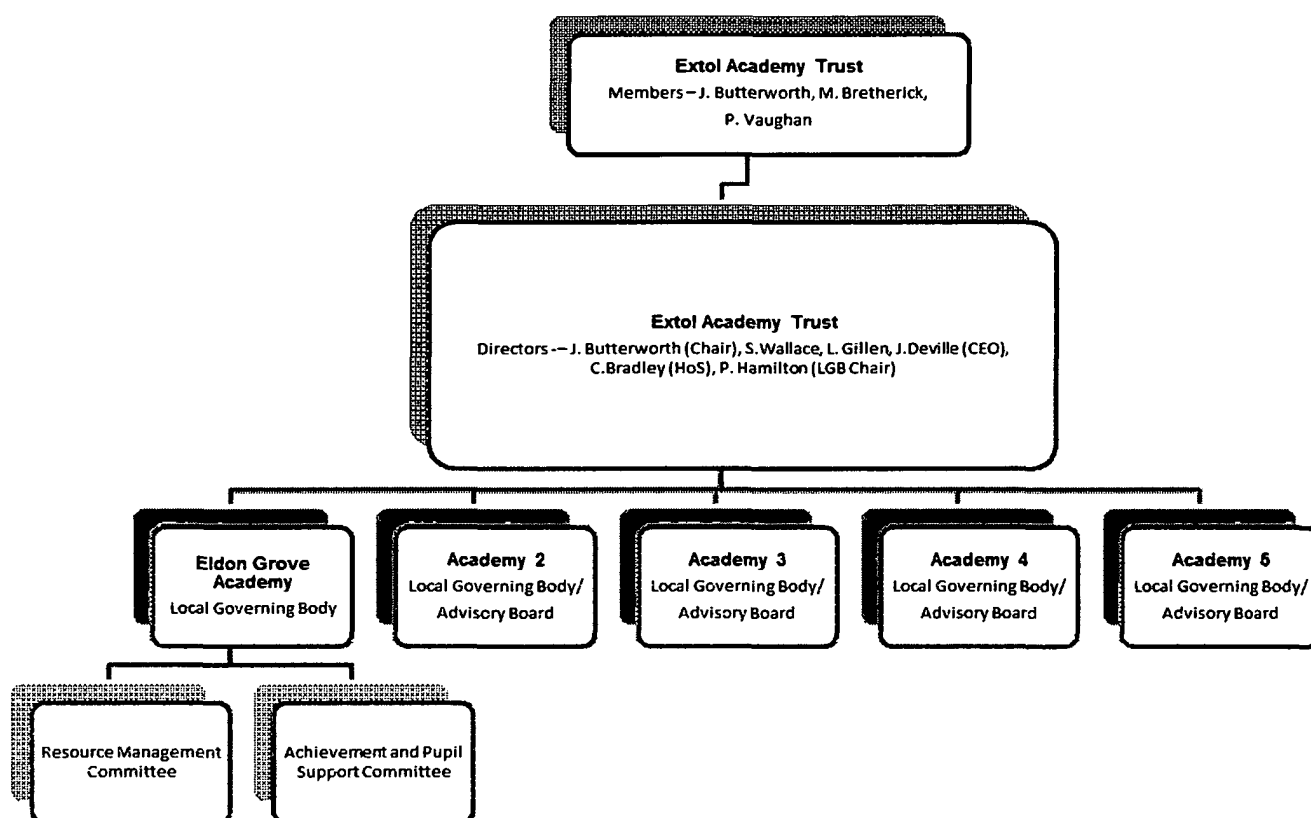 Extol Academy Trust
Members – J. Butterworth, M. Bretherick,
P. Vaughan
Extol Academy Trust
Directors -– J. Butterworth (Chair), S.Wallace, L. Gillen, J.Deville (CEO),
C.Bradley (HoS), P. Hamilton (LGB Chair)
Eldon Grove
Academy
Local Governing Body
Academy 2
Local Governing Body/
Advisory Board
Academy 3
Local Governing Body/
Advisory Board
Academy 4
Local Governing Body/
Advisory Board
Academy 5
Local Governing Body/
Advisory Board
Resource Management
Committee
Achievement and Pupil
Support Committee